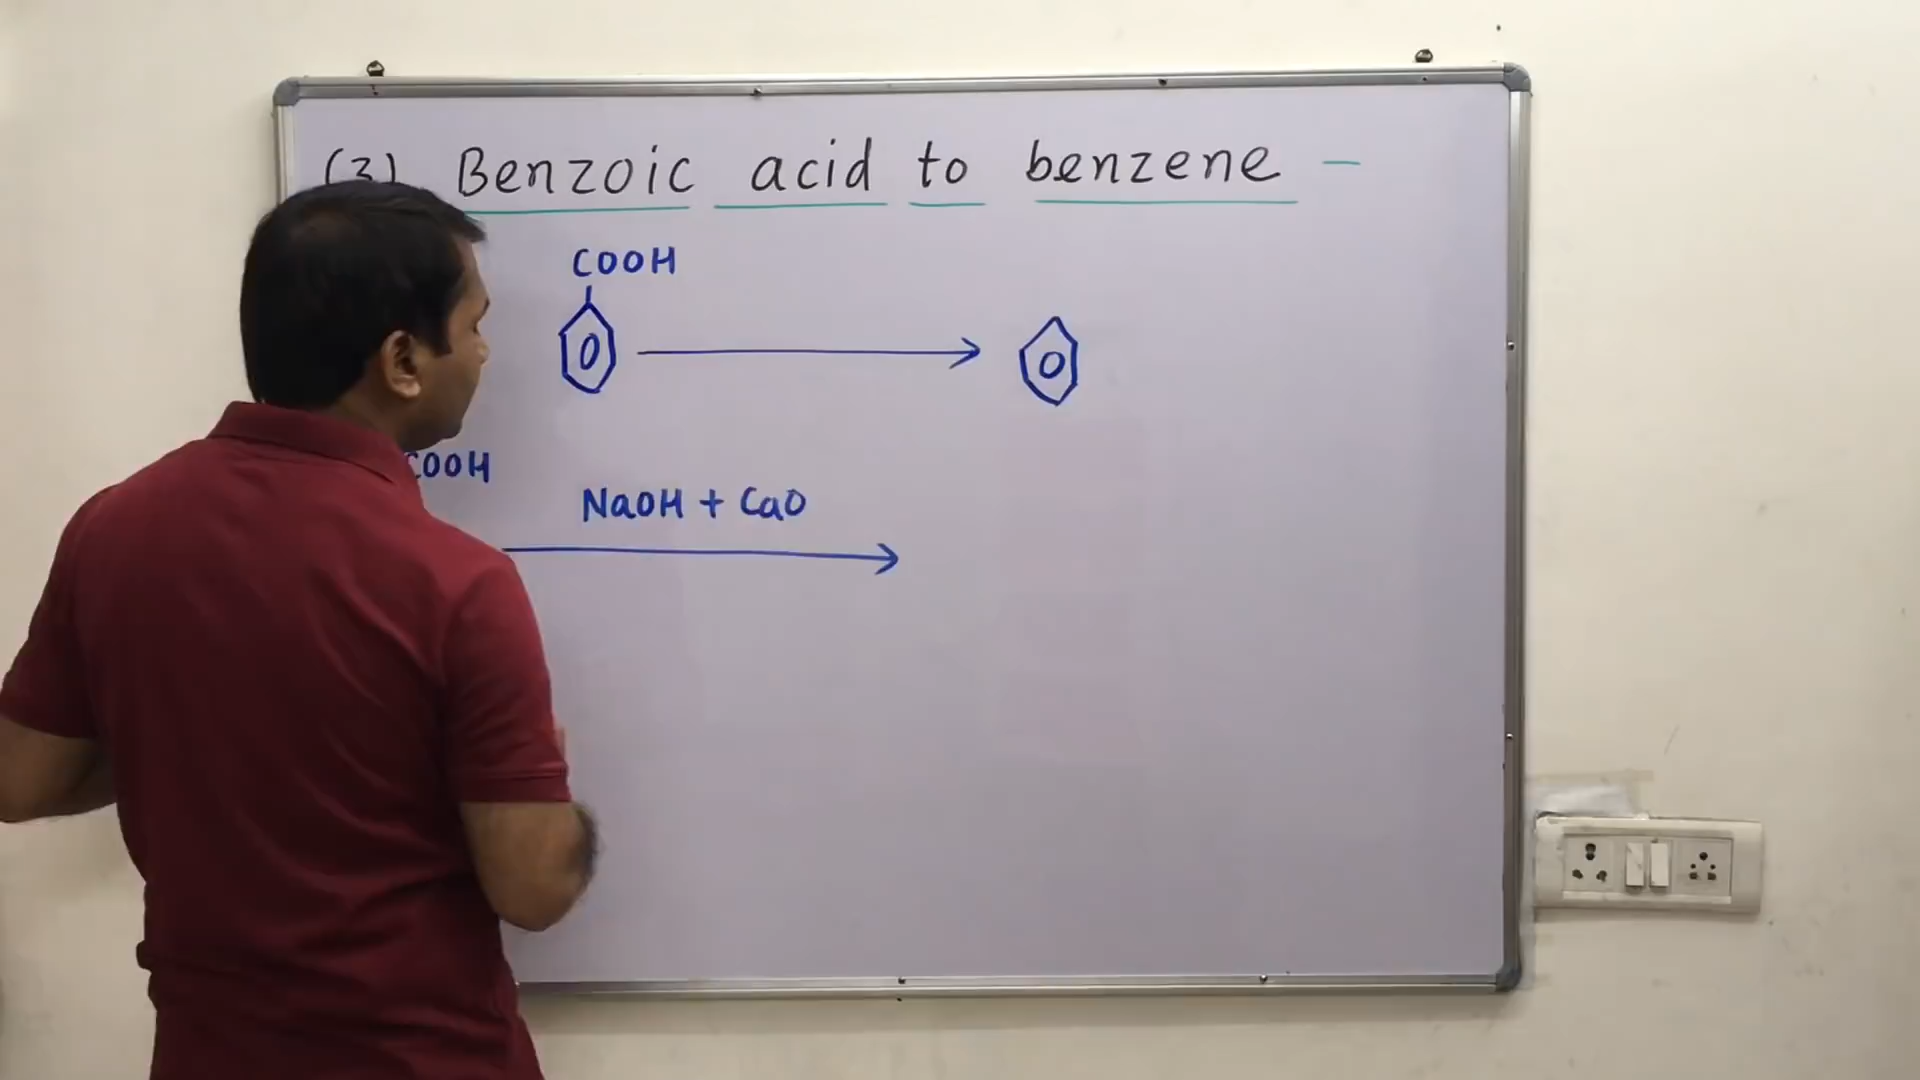 (3) Benzoic acid to benzene -
COOH
COOH
NaOH + CaO